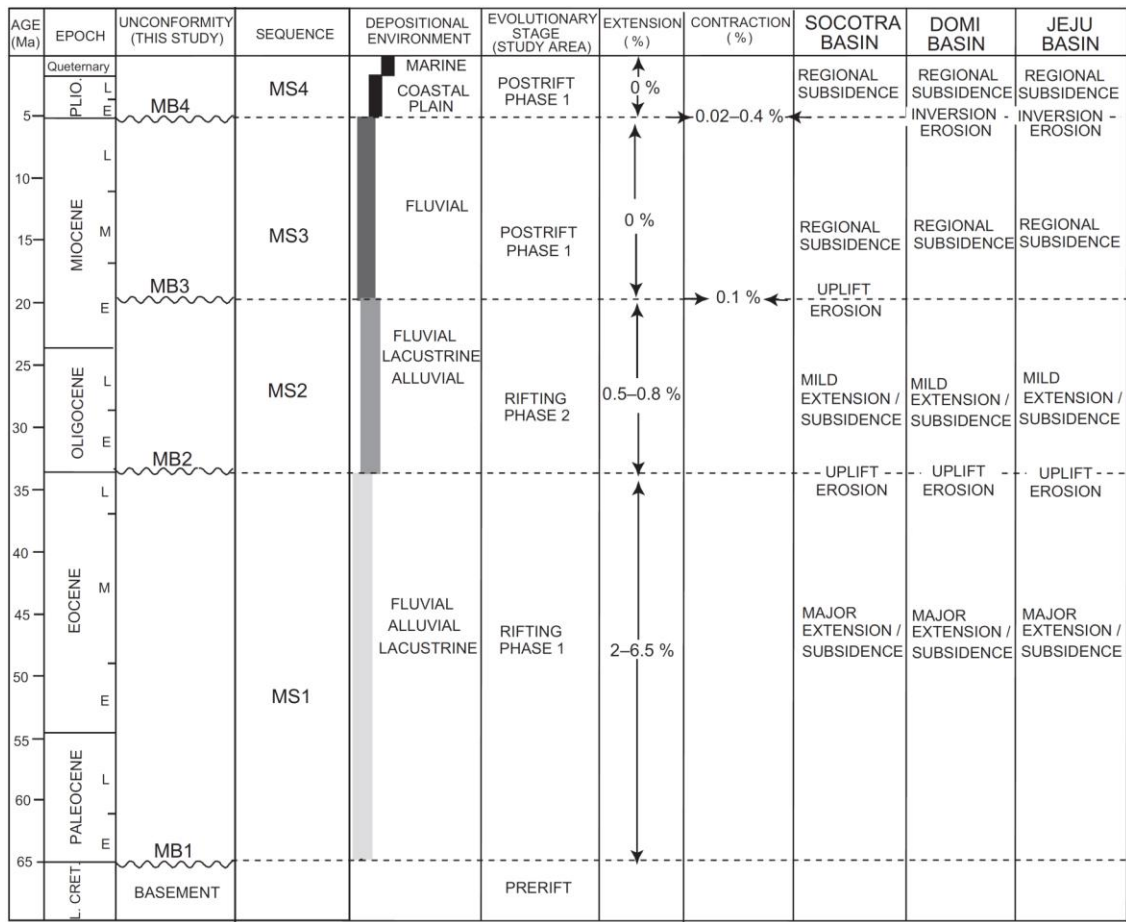 AGE
(Ma)
EPOCH
UNCONFORMITY
(THIS STUDY)
SEQUENCE
DEPOSITIONAL
ENVIRONMENT
EVOLUTIONARY
STAGE
(STUDY AREA)
EXTENSION
(%)
CONTRACTION
(%)
SOCOTRA
BASIN
DOMI
BASIN
JEJU
BASIN
Queternary
PLIO.
L
E
5
MB4
MS4
MARINE
COASTAL
PLAIN
POSTRIFT
PHASE 1
0 %
0.02–0.4 %
REGIONAL
SUBSIDENCE
REGIONAL
SUBSIDENCE
REGIONAL
SUBSIDENCE
INVERSION
EROSION
INVERSION
EROSION
MIOCENE
L
10
M
15
E
20
MB3
MS3
FLUVIAL
POSTRIFT
PHASE 1
0 %
0.1 %
REGIONAL
SUBSIDENCE
REGIONAL
SUBSIDENCE
REGIONAL
SUBSIDENCE
UPLIFT
EROSION
OLIGOCENE
25
L
30
E
MB2
MS2
FLUVIAL
LACUSTRINE
ALLUVIAL
RIFTING
PHASE 2
0.5–0.8 %
MILD
EXTENSION /
SUBSIDENCE
MILD
EXTENSION /
SUBSIDENCE
MILD
EXTENSION /
SUBSIDENCE
UPLIFT
EROSION
UPLIFT
EROSION
UPLIFT
EROSION
EOCENE
35
L
40
M
45
50
E
MS1
FLUVIAL
ALLUVIAL
LACUSTRINE
RIFTING
PHASE 1
2–6.5 %
MAJOR
EXTENSION /
SUBSIDENCE
MAJOR
EXTENSION /
SUBSIDENCE
MAJOR
EXTENSION /
SUBSIDENCE
PALEOCENE
55
L
60
E
65
MB1
L. CRET.
BASEMENT
PRERIFT